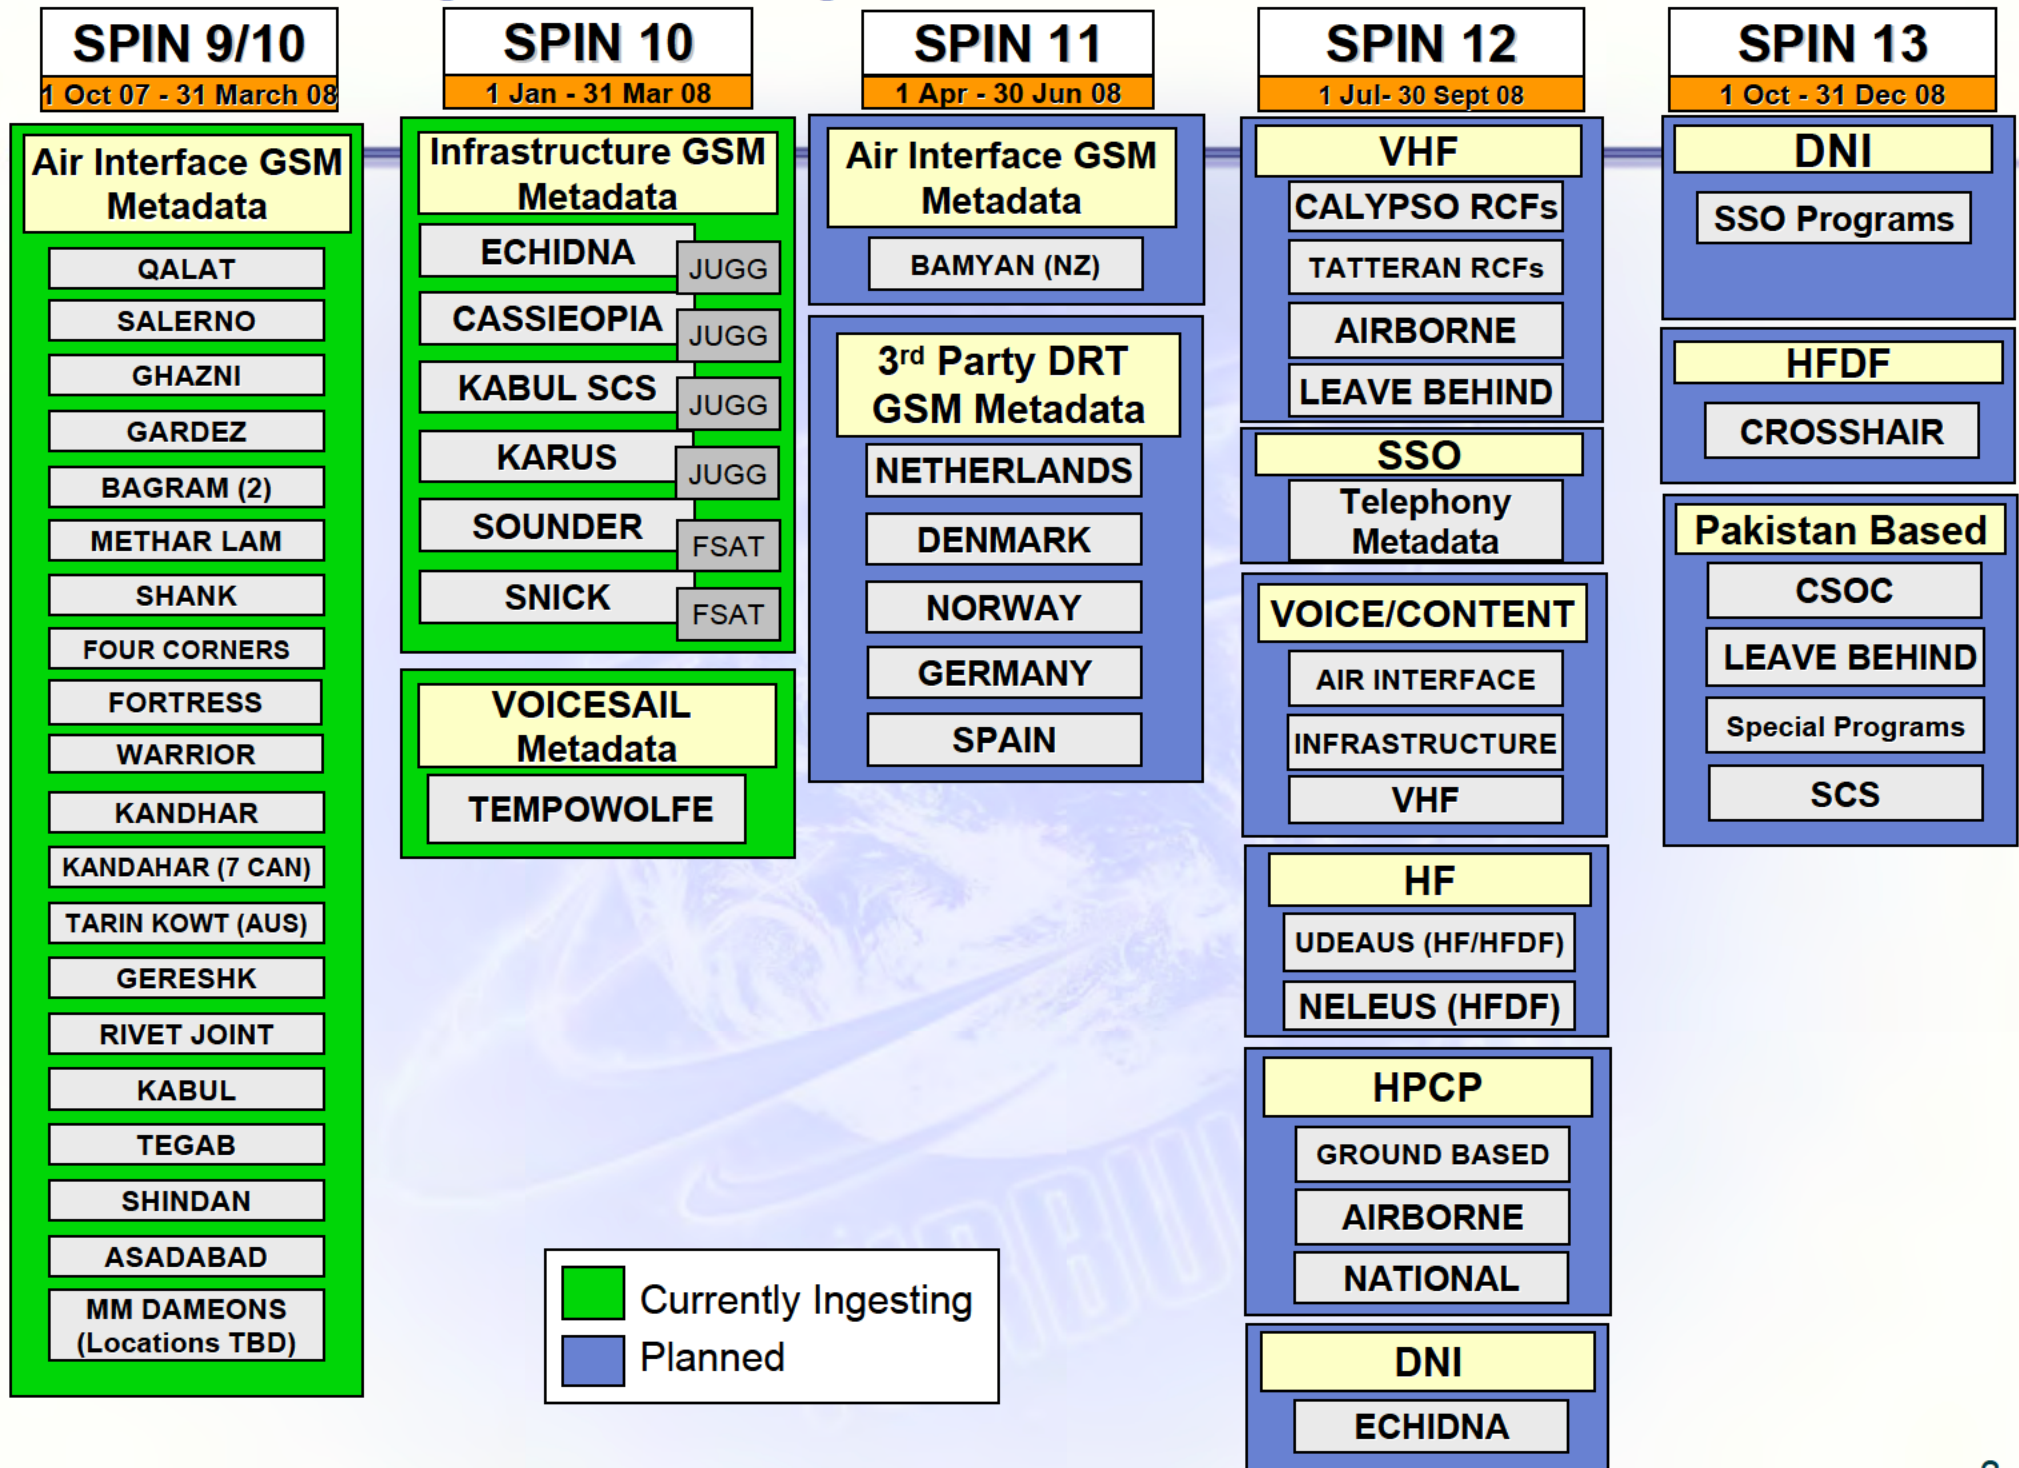 SPIN 9/10
1 Oct 07 - 31 March 08
Air Interface GSM
Metadata
QALAT
SALERNO
GHAZNI
GARDEZ
BAGRAM (2)
METHAR LAM
SHANK
FOUR CORNERS
FORTRESS
WARRIOR
KANDHAR
KANDAHAR (7 CAN)
TARIN KOWT (AUS)
GERESHK
RIVET JOINT
KABUL
TEGAB
SHINDAN
ASADABAD
MM DAMEONS
(Locations TBD)
SPIN 10
1 Jan - 31 Mar 08
Infrastructure GSM
Metadata
ECHIDNA
JUGG
CASSIEOPIA
JUGG
KABUL SCS
JUGG
KARUS
JUGG
SOUNDER
FSAT
SNICK
FSAT
VOICESAIL
Metadata
TEMPOWOLFE
SPIN 11
1 Apr - 30 Jun 08
Air Interface GSM
Metadata
BAMYAN (NZ)
3rd Party DRT
GSM Metadata
NETHERLANDS
DENMARK
NORWAY
GERMANY
SPAIN
SPIN 12
1 Jul- 30 Sept 08
VHF
CALYPSO RCFs
TATTERAN RCFs
AIRBORNE
LEAVE BEHIND
SSO
Telephony
Metadata
VOICE/CONTENT
AIR INTERFACE
INFRASTRUCTURE
VHF
HF
UDEAUS (HF/HFDF)
NELEUS (HFDF)
HPCP
GROUND BASED
AIRBORNE
NATIONAL
DNI
ECHIDNA
SPIN 13
1 Oct - 31 Dec 08
DNI
SSO Programs
HFDF
CROSSHAIR
Pakistan Based
CSOC
LEAVE BEHIND
Special Programs
SCS
Currently Ingesting
Planned